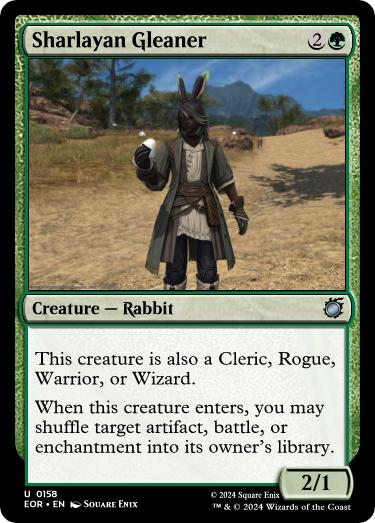 Sharlayan Gleaner 2
Creature — Rabbit
This creature is also a Cleric, Rogue,
Warrior, or Wizard.
When this creature enters, you may
shuffle target artifact, battle, or
enchantment into its owner's library.
2/1
U 0158
EOR • EN Square Enix
© 2024 Square Enix
™ & © 2024 Wizards of the Coast